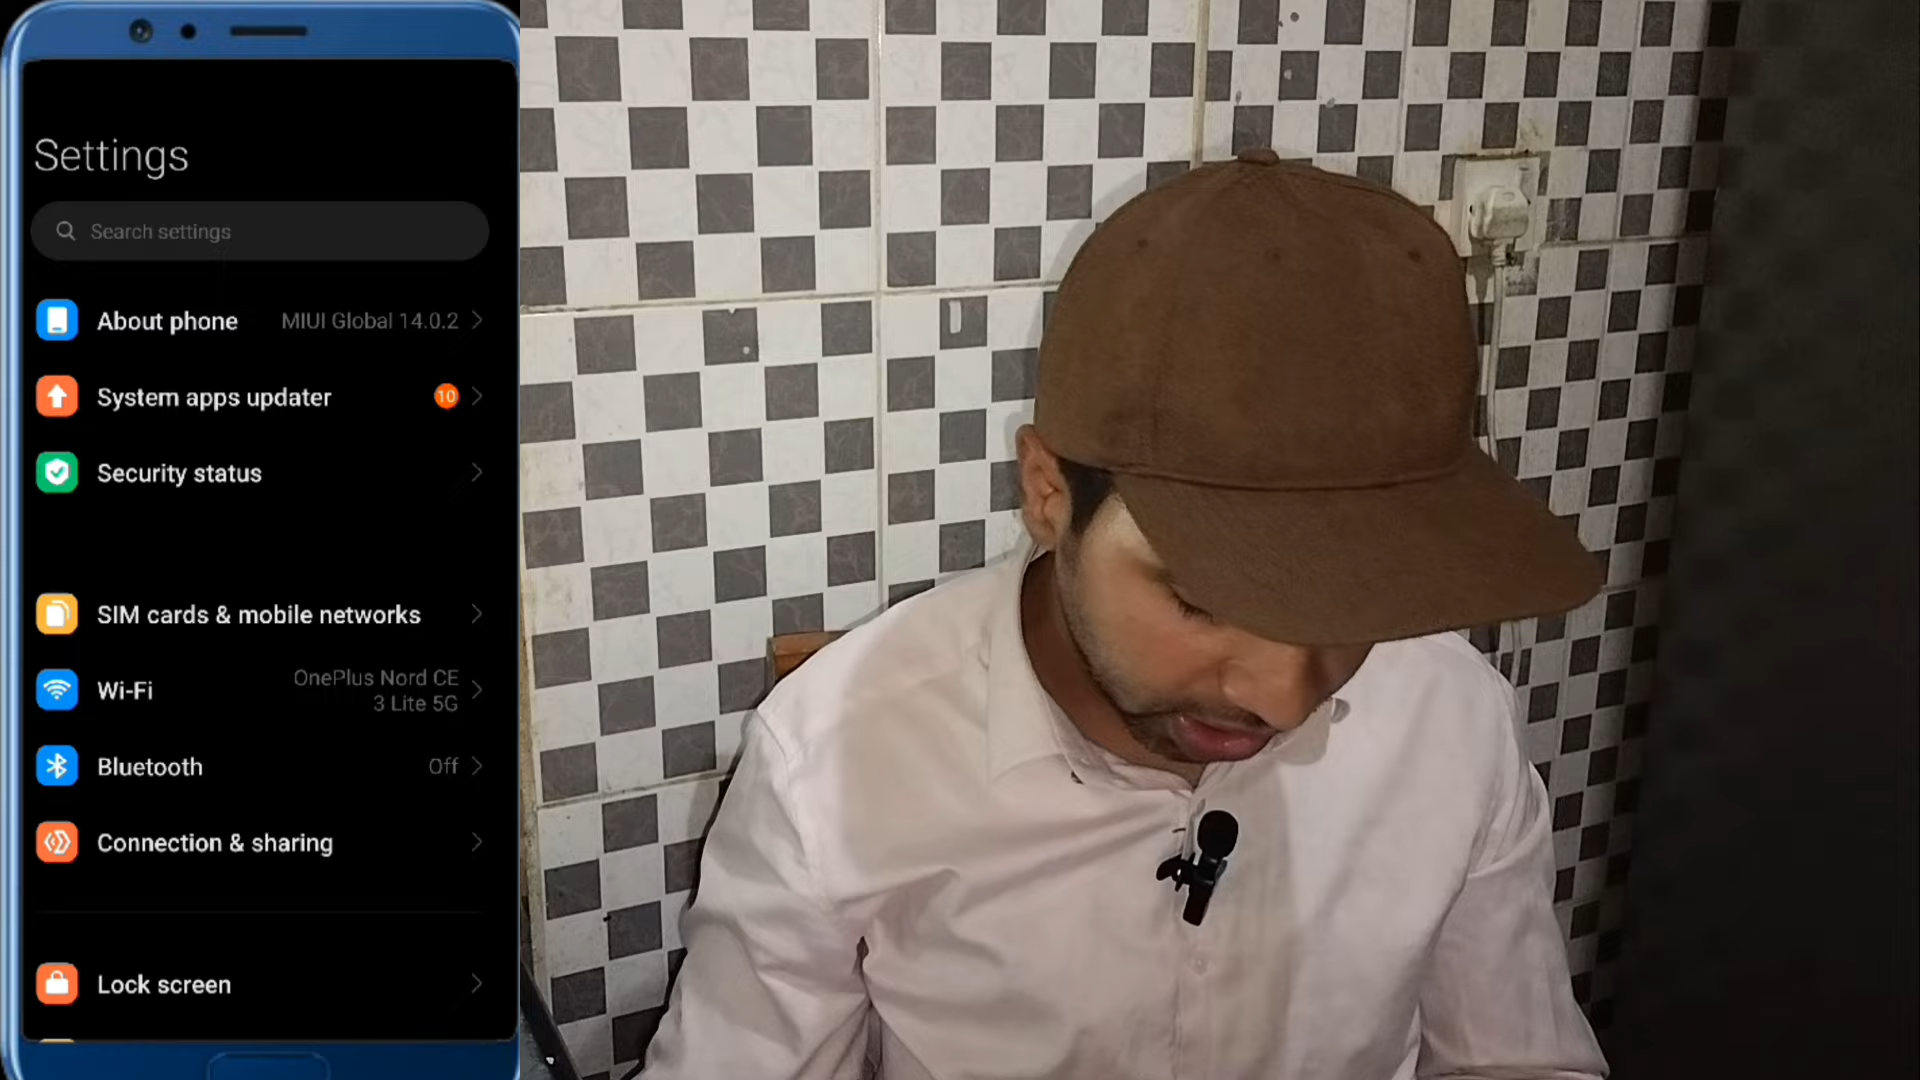 Settings
Search settings
About phone MIUI Global 14.0.2
System apps updater 10
Security status
SIM cards & mobile networks
Wi-Fi OnePlus Nord CE
3 Lite 5G
Bluetooth Off
Connection & sharing
Lock screen